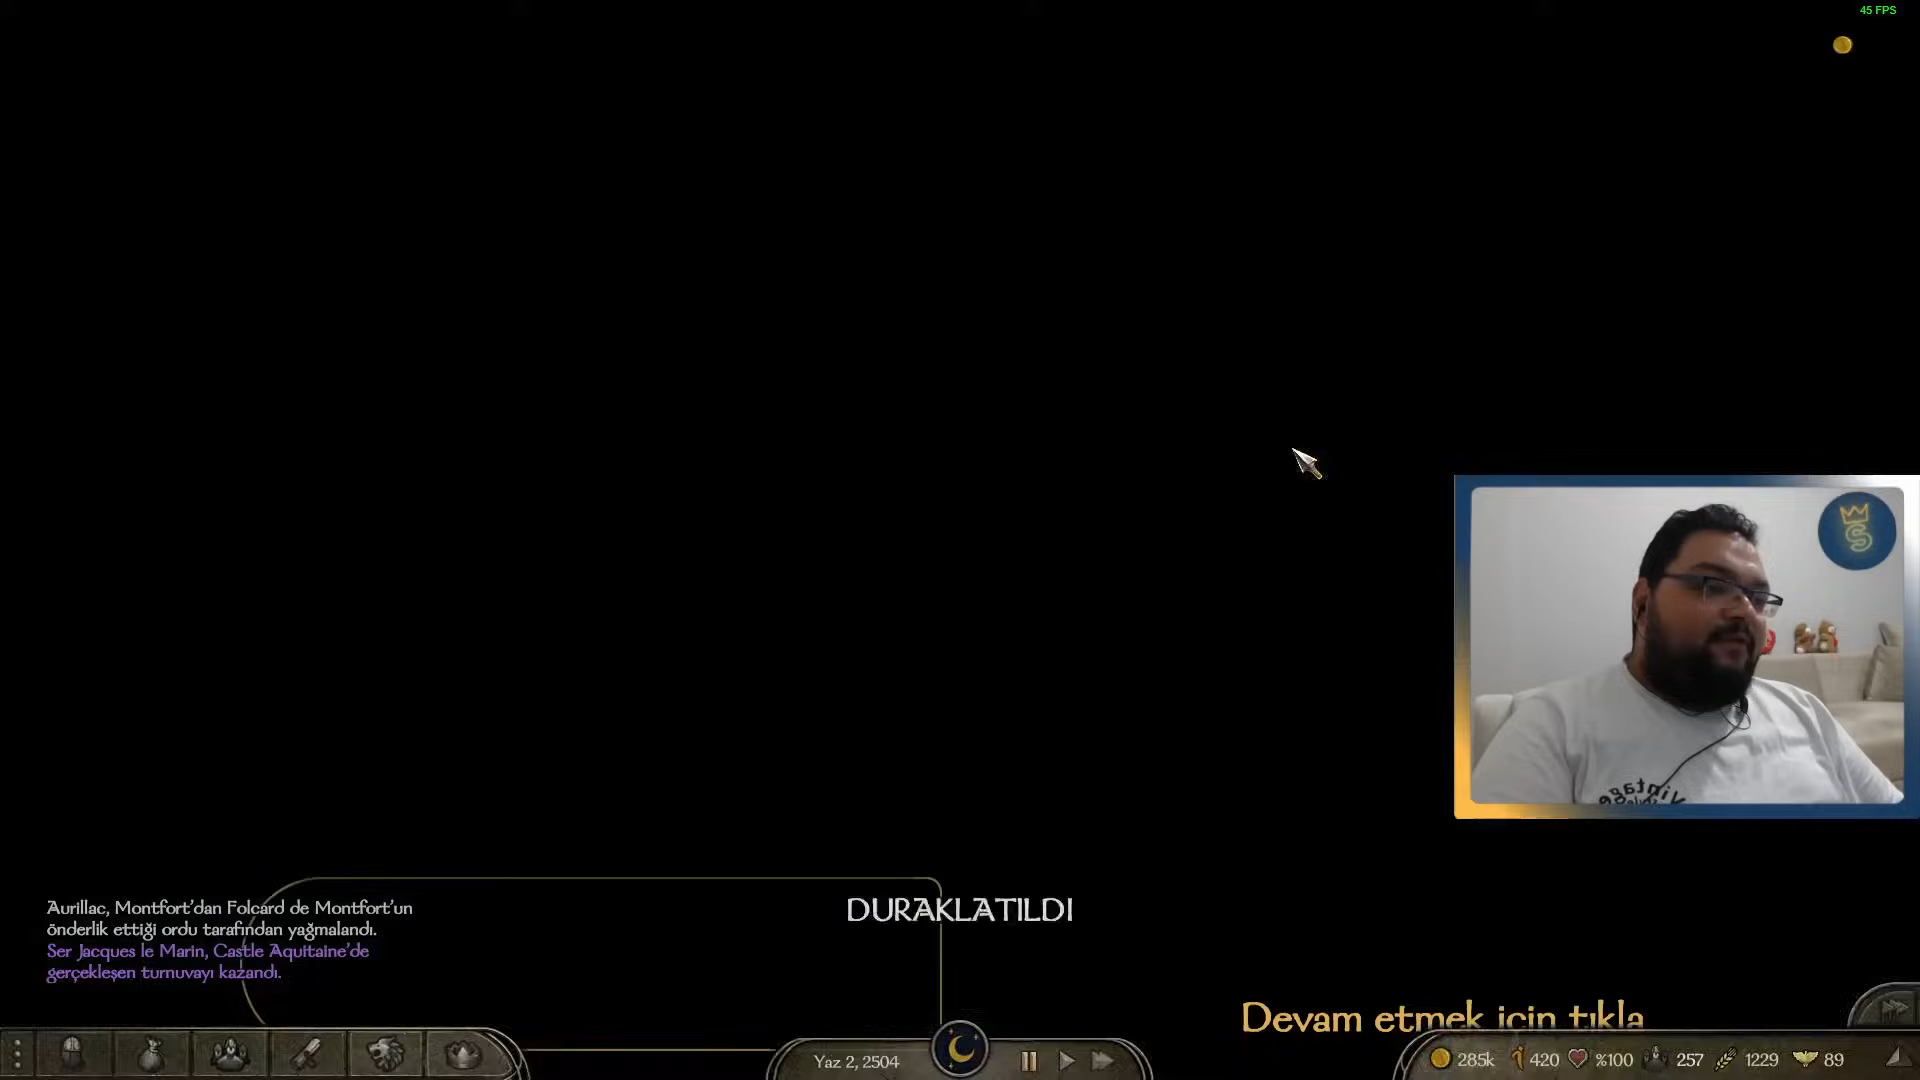 45 FPS
Aurillac, Montfort'dan Folcard de Montfort'un
önderlik ettiği ordu tarafından yağmalandı.
Ser Jacques le Marin, Castle Aquitaine'de
gerçekleşen turnuvayı kazandı.
DURAKLATILDI
Devam etmek için tıkla
Yaz 2, 2504
285k 420 %100 257 1229 89
Vintage